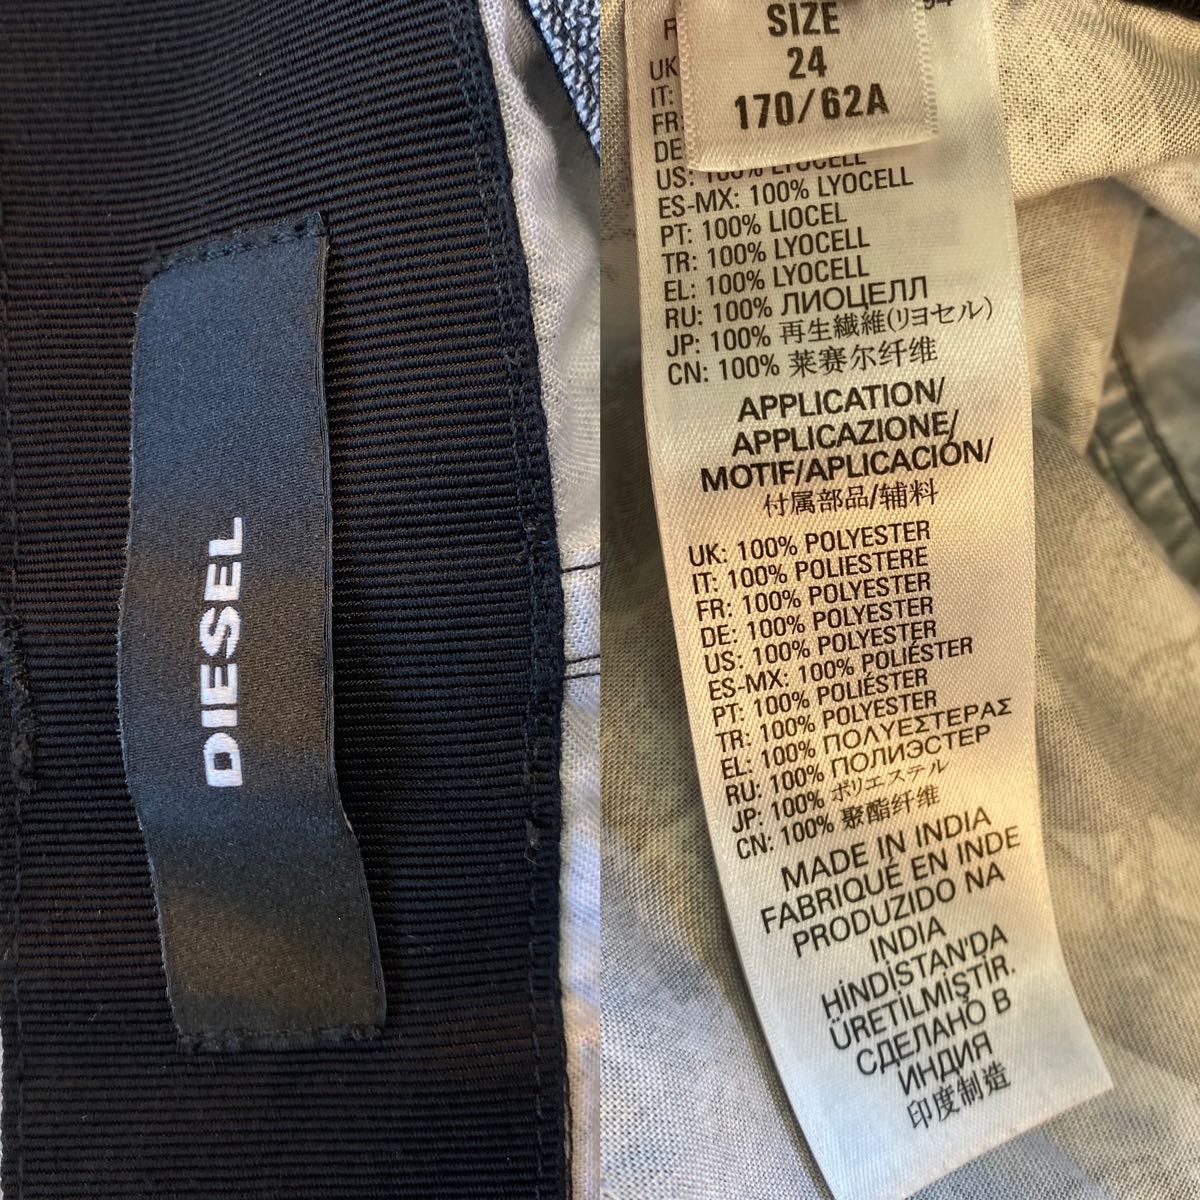 DIESEL
SIZE
24
170/62A
UK
IT:
FR:
DE
US: 100% LYOCELL
ES-MX: 100% LYOCELL
PT: 100% LIOCEL
TR: 100% LYOCELL
EL: 100% LYOCELL
RU: 100% ЛИОЦЕЛЛ
JP: 100% 再生繊維(リヨセル)
CN: 100% 莱赛尔纤维
APPLICATION/
APPLICAZIONE/
MOTIF/APLICACIÓN/
付属部品/辅料
UK: 100% POLYESTER
IT: 100% POLIESTERE
FR: 100% POLYESTER
DE: 100% POLYESTER
US: 100% POLYESTER
ES-MX: 100% POLIÉSTER
PT: 100% POLIÉSTER
TR: 100% POLYESTER
EL: 100% ΠΟΛΥΕΣΤΕΡΑΣ
RU: 100% ПОЛИЭСТЕР
JP: 100% ポリエステル
CN: 100% 聚酯纤维
MADE IN INDIA
FABRIQUÉ EN INDE
PRODUZIDO NA
INDIA
HİNDİSTAN'DA
ÜRETİLMİŞTİR.
СДЕЛАНО В
ИНДИЯ
印度制造